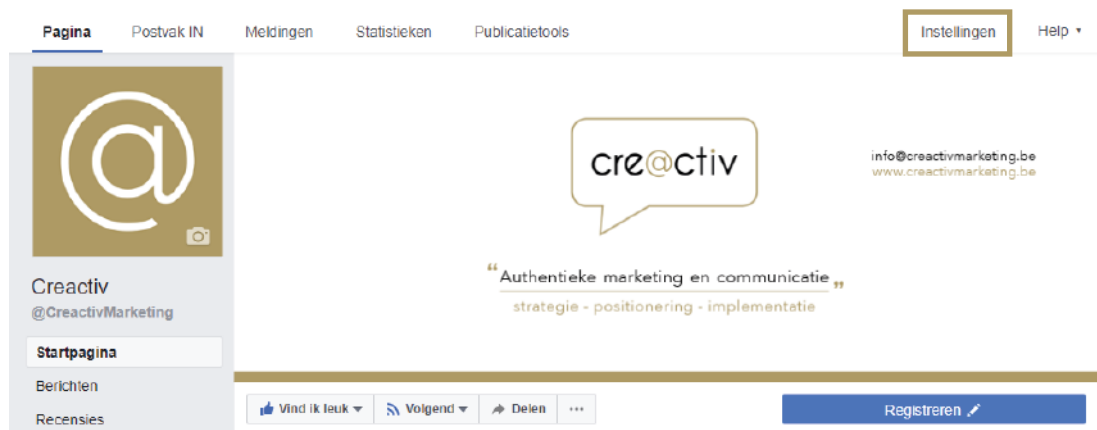 Pagina Postvak IN Meldingen Statistieken Publicatietools Instellingen Help
@
cre@ctiv
info@creactivmarketing.be
www.creactivmarketing.be
“Authentieke marketing en communicatie„
strategie - positionering - implementatie
Creactiv
@CreactivMarketing
Startpagina
Berichten
Recensies
Vind ik leuk Volgend Delen ...
Registreren